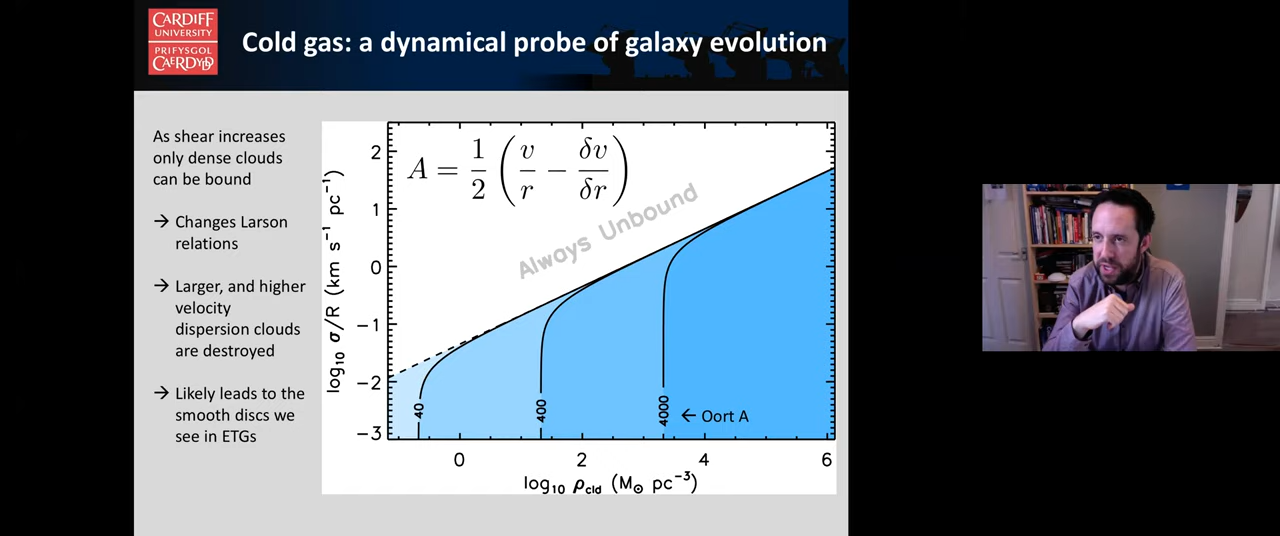 CARDIFF
UNIVERSITY
PRIFYSGOL
CAERDYDD
Cold gas: a dynamical probe of galaxy evolution
As shear increases
only dense clouds
can be bound
→ Changes Larson
relations
→ Larger, and higher
velocity
dispersion clouds
are destroyed
→ Likely leads to the
smooth discs we
see in ETGs
A = 1/2 (v/r − δv/δr)
Always Unbound
log₁₀ σ/R (km s⁻¹ pc⁻¹)
2
1
0
−1
−2
−3
40
400
4000
← Oort A
0 2 4 6
log₁₀ ρcld (M⊙ pc⁻³)